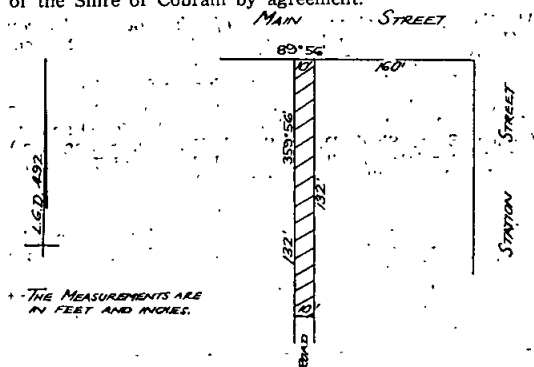 of the Shire of Cobram by agreement.
MAIN STREET
89°56'
10'
160'
359°56'
132'
132'
STATION STREET
L.G.D. 492
10'
ROAD
THE MEASUREMENTS ARE
IN FEET AND INCHES.